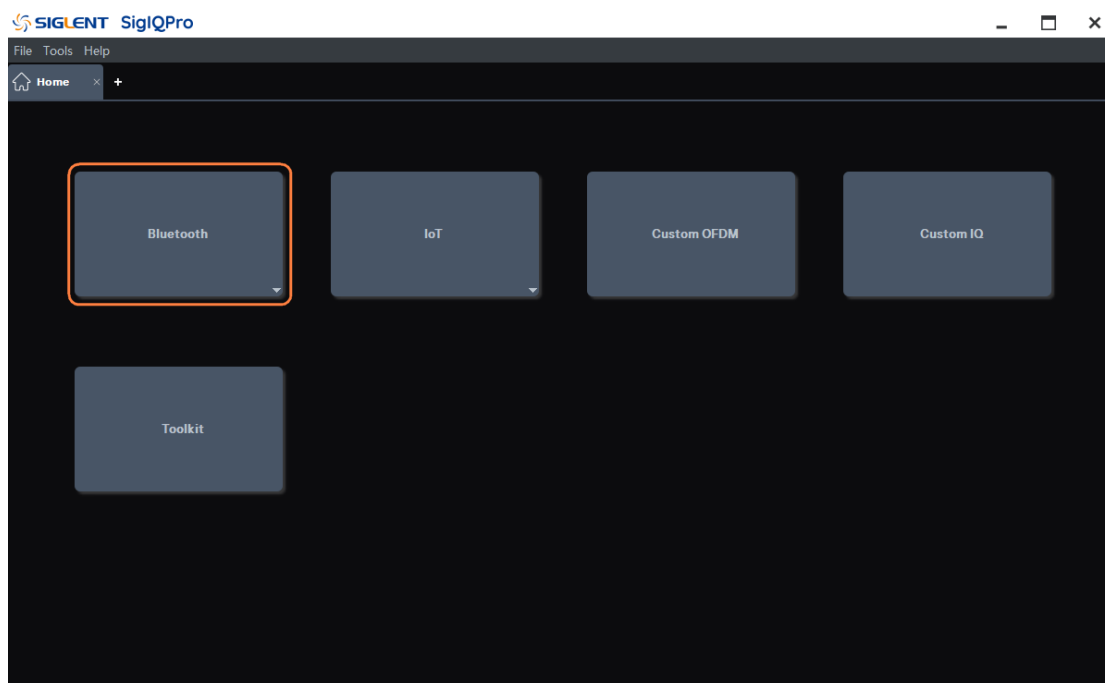 SIGLENT SigIQPro
File Tools Help
Home × +
Bluetooth
IoT
Custom OFDM
Custom IQ
Toolkit